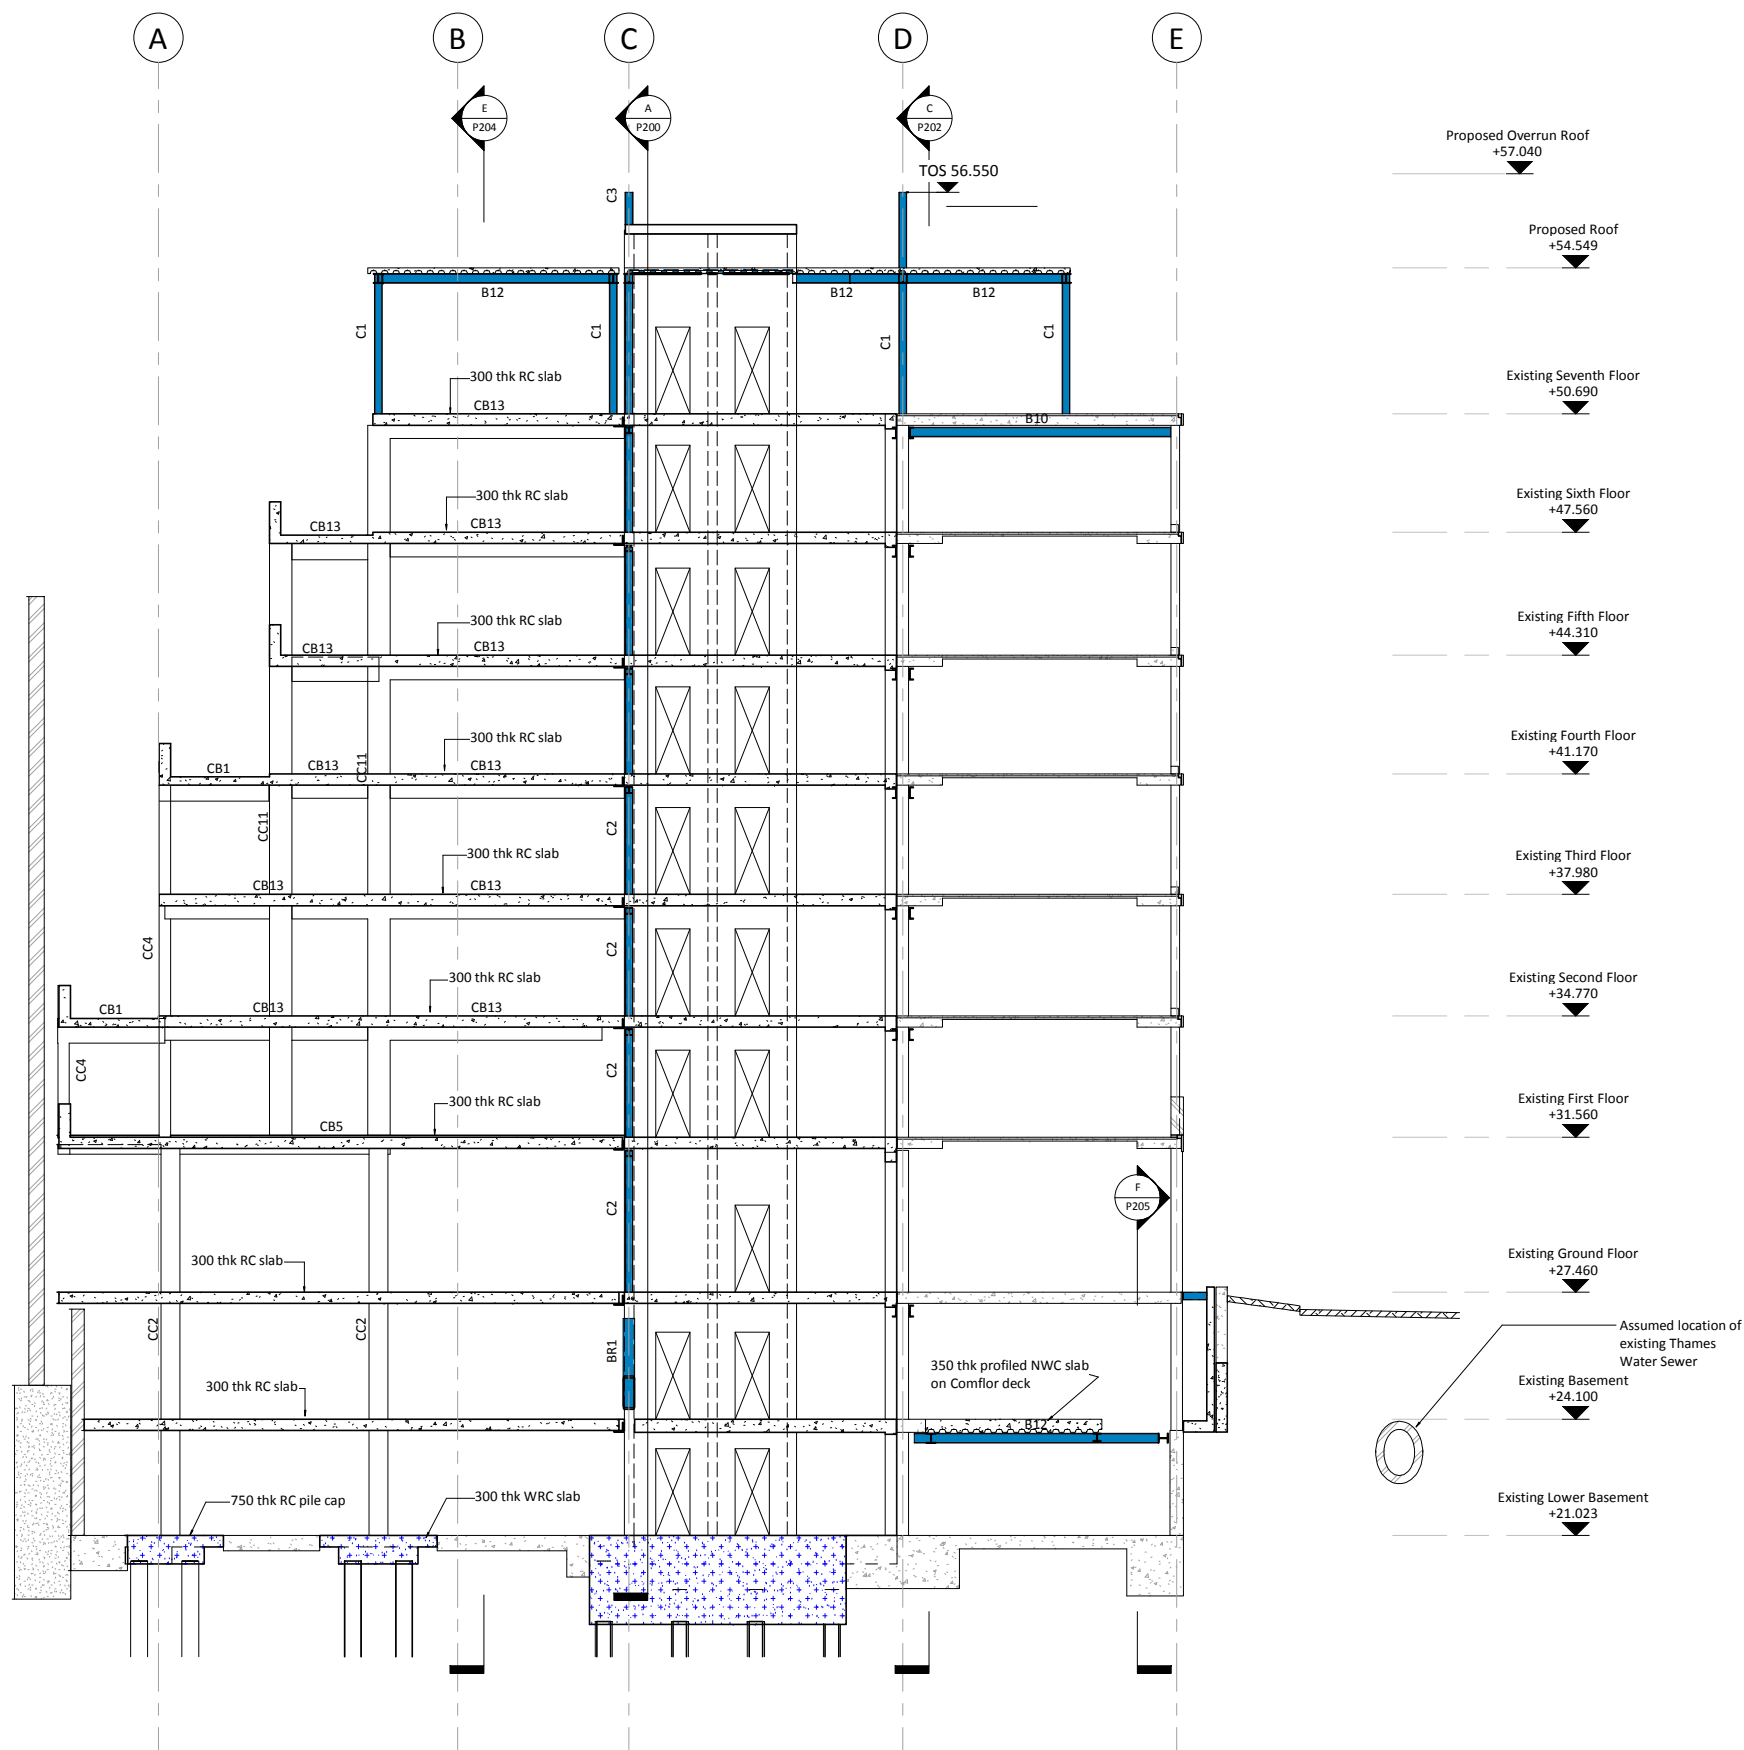 A
B
C
D
E
E
P204
A
P200
C
P202
Proposed Overrun Roof
+57.040
TOS 56.550
C3
Proposed Roof
+54.549
B12
B12
B12
C1
C1
C1
C1
300 thk RC slab
CB13
Existing Seventh Floor
+50.690
B10
300 thk RC slab
CB13
CB13
Existing Sixth Floor
+47.560
300 thk RC slab
CB13
CB13
Existing Fifth Floor
+44.310
300 thk RC slab
CB1
CB13
CC11
CB13
Existing Fourth Floor
+41.170
CC11
C2
300 thk RC slab
CB13
CB13
Existing Third Floor
+37.980
CC4
C2
300 thk RC slab
CB1
CB13
CB13
Existing Second Floor
+34.770
CC4
C2
300 thk RC slab
CB5
Existing First Floor
+31.560
C2
F
P205
300 thk RC slab
Existing Ground Floor
+27.460
CC2
CC2
BR1
Assumed location of
existing Thames
Water Sewer
350 thk profiled NWC slab
on Comflor deck
300 thk RC slab
B12
Existing Basement
+24.100
750 thk RC pile cap
300 thk WRC slab
Existing Lower Basement
+21.023